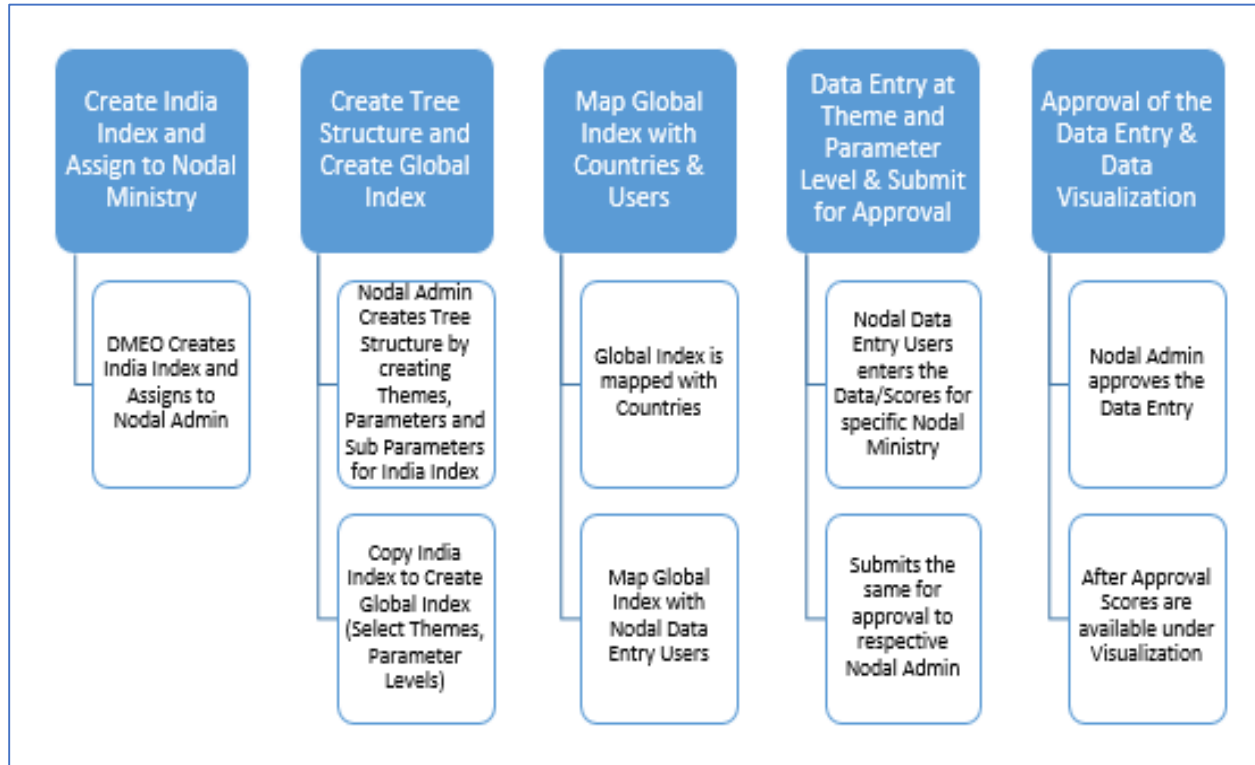 Create India
Index and
Assign to Nodal
Ministry
DMEO Creates
India Index and
Assigns to
Nodal Admin
Create Tree
Structure and
Create Global
Index
Nodal Admin
Creates Tree
Structure by
creating
Themes,
Parameters and
Sub Parameters
for India Index
Copy India
Index to Create
Global Index
(Select Themes,
Parameter
Levels)
Map Global
Index with
Countries &
Users
Global Index is
mapped with
Countries
Map Global
Index with
Nodal Data
Entry Users
Data Entry at
Theme and
Parameter
Level & Submit
for Approval
Nodal Data
Entry Users
enters the
Data/Scores for
specific Nodal
Ministry
Submits the
same for
approval to
respective
Nodal Admin
Approval of the
Data Entry &
Data
Visualization
Nodal Admin
approves the
Data Entry
After Approval
Scores are
available under
Visualization